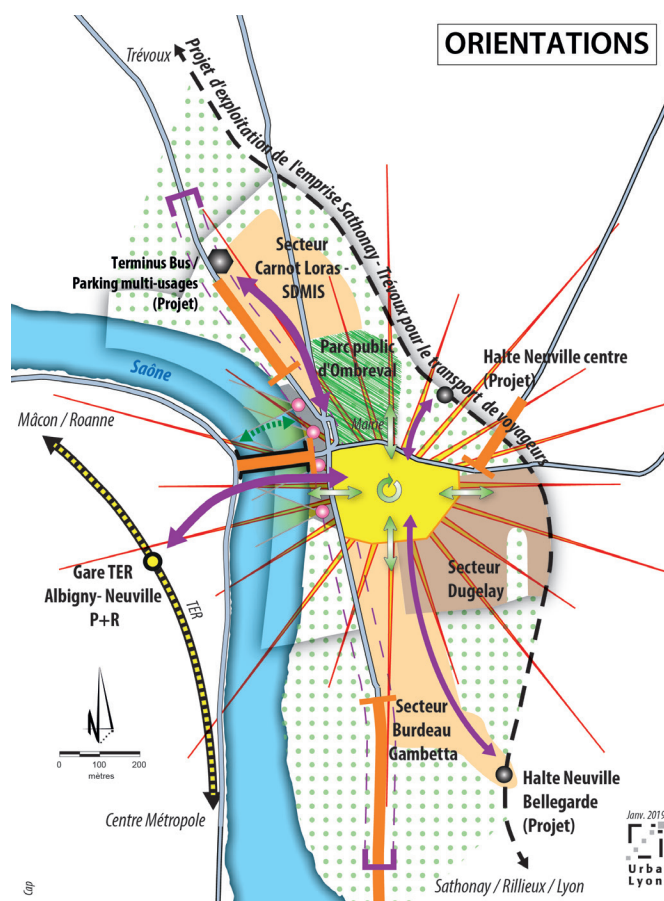 ORIENTATIONS
Trévoux
Projet d'exploitation de l'emprise Sathonay - Trévoux pour le transport de voyageurs
Secteur
Carnot Loras -
SDMIS
Terminus Bus/
Parking multi-usages
(Projet)
Parc public
d'Ombreval
Halte Neuville centre
(Projet)
Saône
Mairie
Mâcon / Roanne
Gare TER
Albigny- Neuville
P+R
TER
Secteur
Dugelay
Secteur
Burdeau
Gambetta
N
0 100 200
mètres
Halte Neuville
Bellegarde
(Projet)
Centre Métropole
Janv. 2019
Urba
Lyon
Sathonay / Rillieux / Lyon
Cap